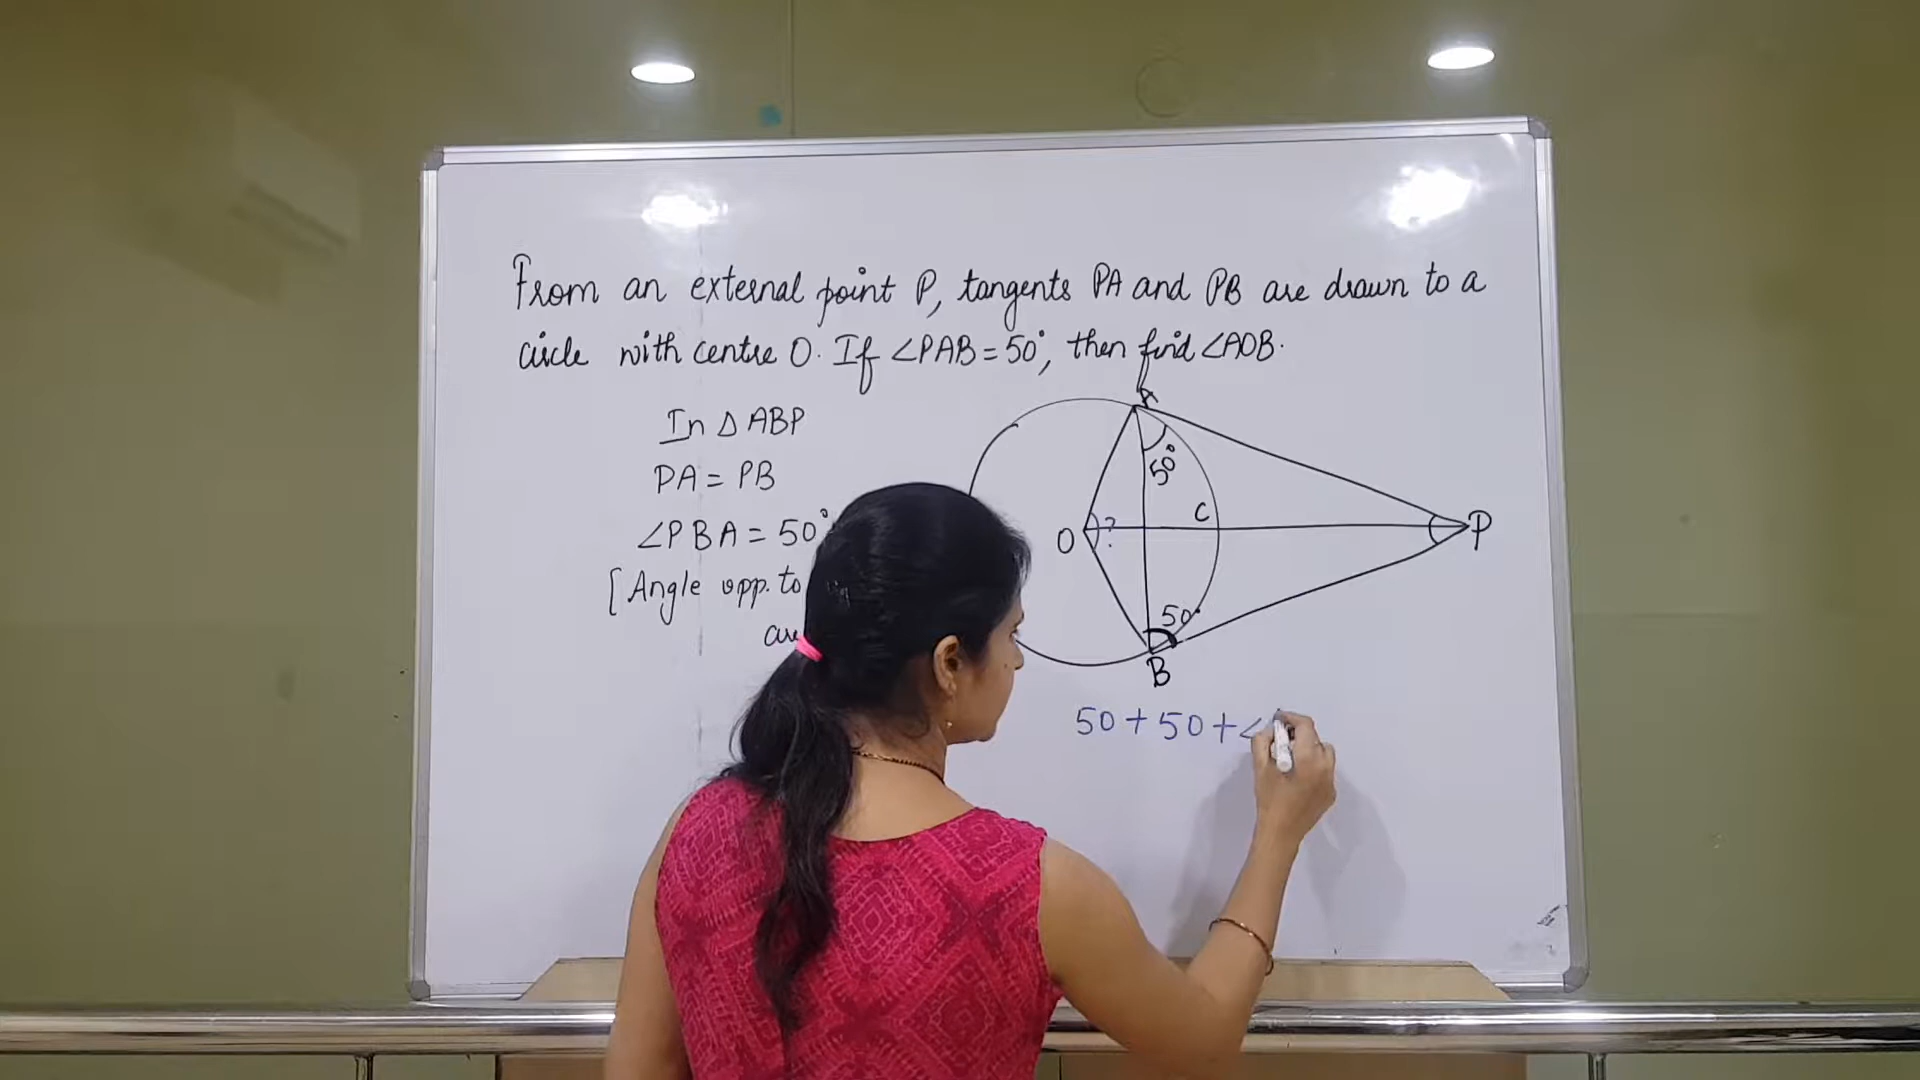 From an external point P, tangents PA and PB are drawn to a
circle with centre O. If ∠PAB = 50°, then find ∠AOB.
In △ ABP
PA = PB
∠PBA = 50°
[Angle opp. to
are
A
50°
C
O
?
P
50°
B
50 + 50 + ∠